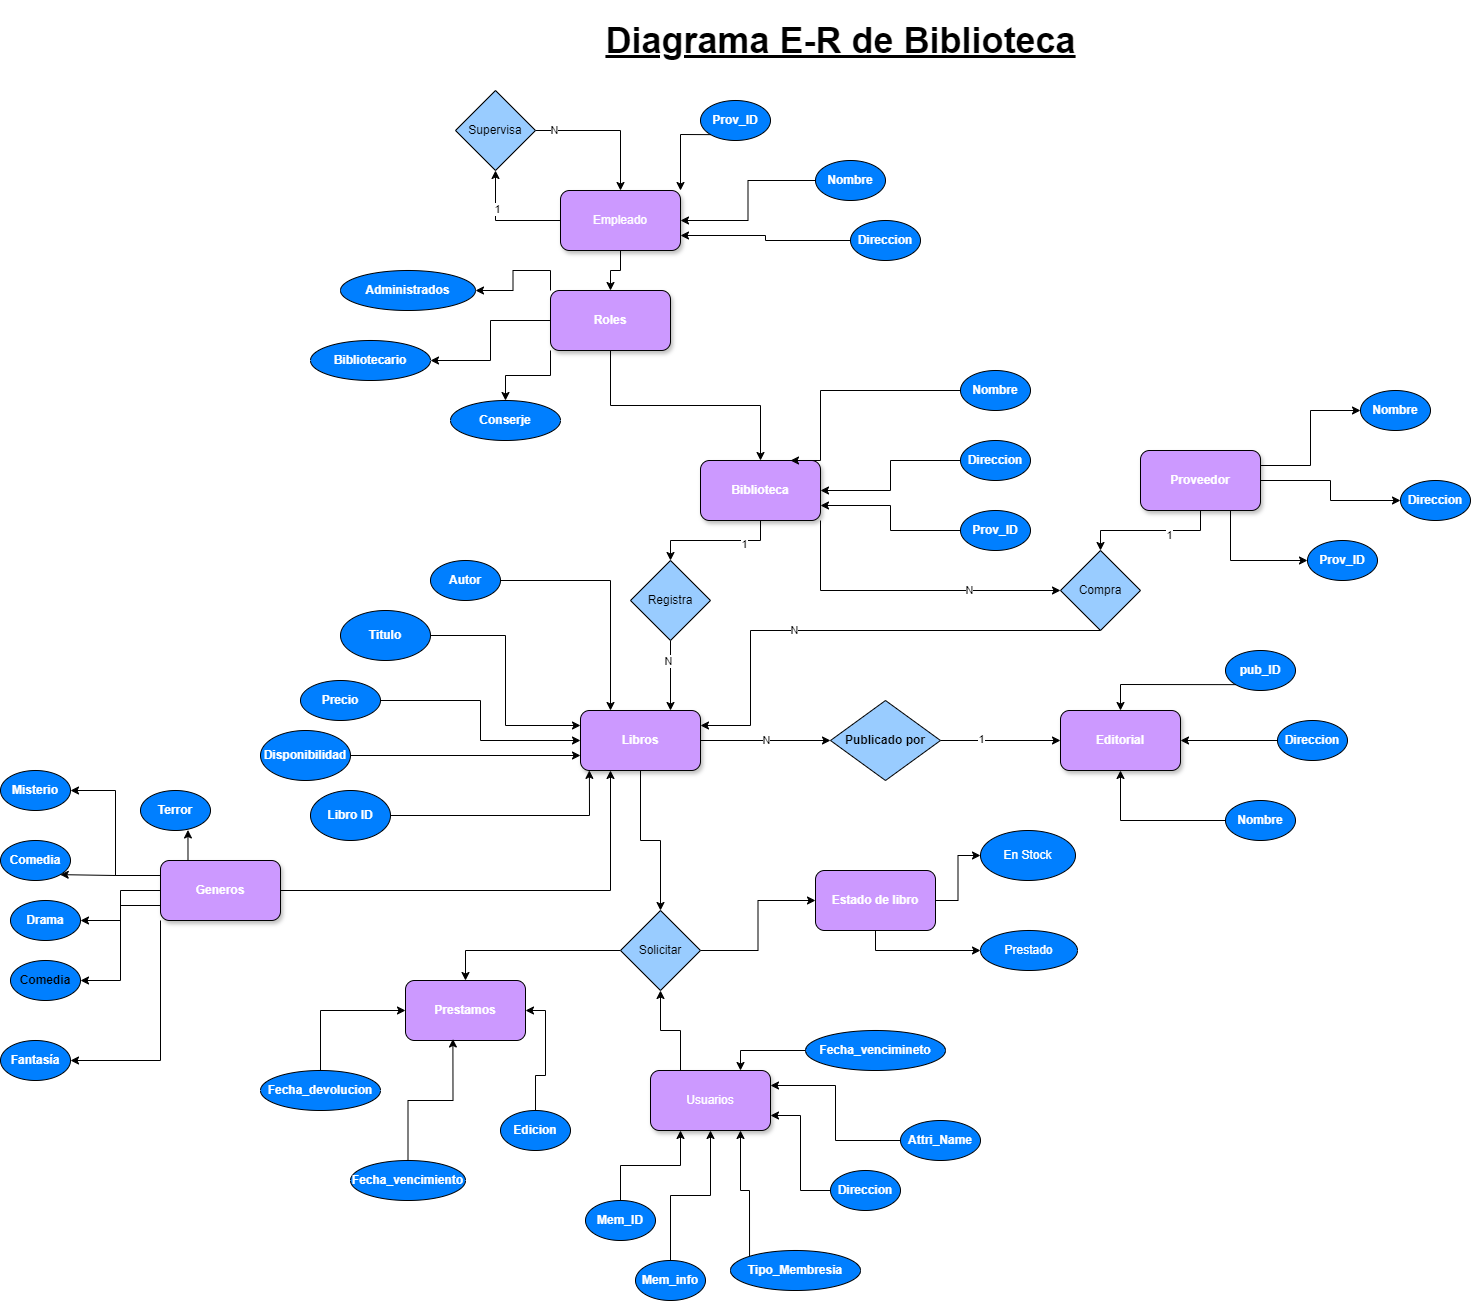 Diagrama E-R de Biblioteca
Supervisa
N
Prov_ID
Nombre
1
Empleado
Direccion
Administrados
Roles
Bibliotecario
Conserje
Nombre
Nombre
Direccion
Biblioteca
Proveedor
Direccion
Prov_ID
1
1
Prov_ID
Autor
Registra
N
Compra
Titulo
N
N
pub_ID
Precio
Libros
N
Publicado por
1
Editorial
Direccion
Disponibilidad
Misterio
Terror
Libro ID
Nombre
Comedia
En Stock
Generos
Estado de libro
Drama
Solicitar
Prestado
Comedia
Prestamos
Fantasía
Fecha_vencimineto
Fecha_devolucion
Usuarios
Edicion
Attri_Name
Fecha_vencimiento
Direccion
Mem_ID
Mem_info
Tipo_Membresia